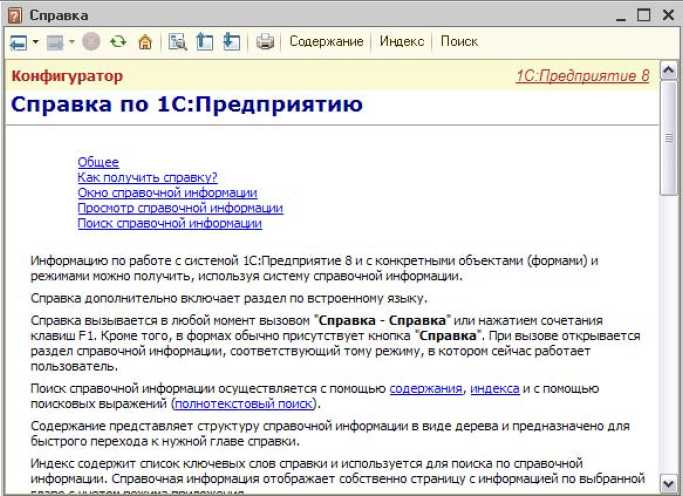 Справка
Содержание Индекс Поиск
Конфигуратор 1С:Предприятие 8
Справка по 1С:Предприятию
Общее
Как получить справку?
Окно справочной информации
Просмотр справочной информации
Поиск справочной информации
Информацию по работе с системой 1С:Предприятие 8 и с конкретными объектами (формами) и
режимами можно получить, используя систему справочной информации.
Справка дополнительно включает раздел по встроенному языку.
Справка вызывается в любой момент вызовом "Справка - Справка" или нажатием сочетания
клавиш F1. Кроме того, в формах обычно присутствует кнопка "Справка". При вызове открывается
раздел справочной информации, соответствующий тому режиму, в котором сейчас работает
пользователь.
Поиск справочной информации осуществляется с помощью содержания, индекса и с помощью
поисковых выражений (полнотекстовый поиск).
Содержание представляет структуру справочной информации в виде дерева и предназначено для
быстрого перехода к нужной главе справки.
Индекс содержит список ключевых слов справки и используется для поиска по справочной
информации. Справочная информация отображает собственно страницу с информацией по выбранной
главе с учетом режима приложения.